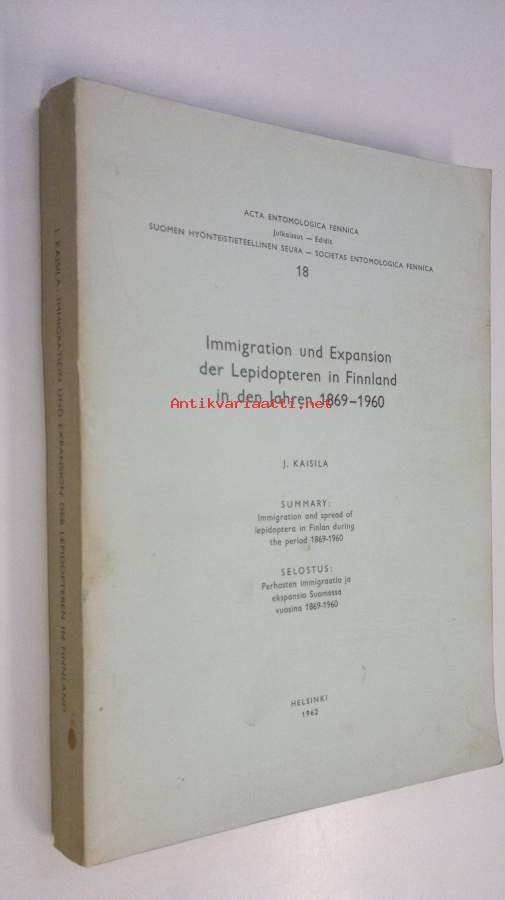 ACTA ENTOMOLOGICA FENNICA
Julkaissus — Edidit
SUOMEN HYÖNTEISTIETEELLINEN SEURA — SOCIETAS ENTOMOLOGICA FENNICA
18
Immigration und Expansion
der Lepidopteren in Finnland
in den Jahren 1869–1960
Antikvariaatti.net
J. KAISILA
SUMMARY:
Immigration and spread of
lepidoptera in Finlan during
the period 1869-1960
SELOSTUS:
Perhosten immigraatio ja
ekspansio Suomessa
vuosina 1869-1960
HELSINKI
1962
J. KAISILA: IMMIGRATION UND EXPANSION DER LEPIDOPTEREN IN FINNLAND